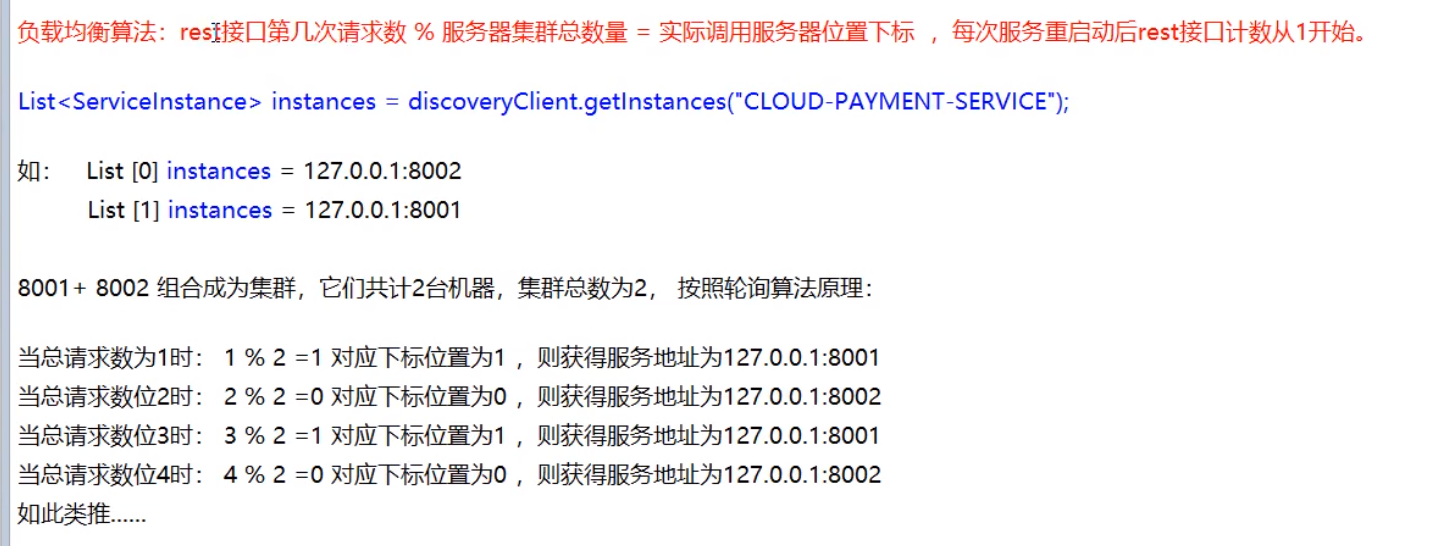 负载均衡算法：rest接口第几次请求数 % 服务器集群总数量 = 实际调用服务器位置下标 ，每次服务重启动后rest接口计数从1开始。
List<ServiceInstance> instances = discoveryClient.getInstances("CLOUD-PAYMENT-SERVICE");
如： List [0] instances = 127.0.0.1:8002
List [1] instances = 127.0.0.1:8001
8001+ 8002 组合成为集群，它们共计2台机器，集群总数为2， 按照轮询算法原理：
当总请求数为1时： 1 % 2 =1 对应下标位置为1 ，则获得服务地址为127.0.0.1:8001
当总请求数位2时： 2 % 2 =0 对应下标位置为0 ，则获得服务地址为127.0.0.1:8002
当总请求数位3时： 3 % 2 =1 对应下标位置为1 ，则获得服务地址为127.0.0.1:8001
当总请求数位4时： 4 % 2 =0 对应下标位置为0 ，则获得服务地址为127.0.0.1:8002
如此类推......